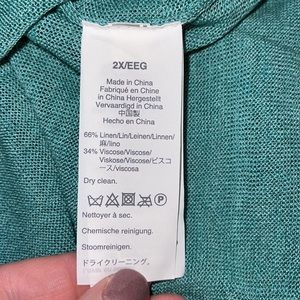 2X/EEG
Made in China
Fabriqué en Chine
in China Hergestellt
Vervaardigd in China
中国製
Hecho en China
66% Linen/Lin/Leinen/Linnen/
麻/lino
34% Viscose/Viscose/
Viskose/Viscose/ビスコ
ース/viscosa
Dry clean.
Nettoyer à sec.
Chemische reinigung.
Stoomreinigen.
ドライクリーニング。